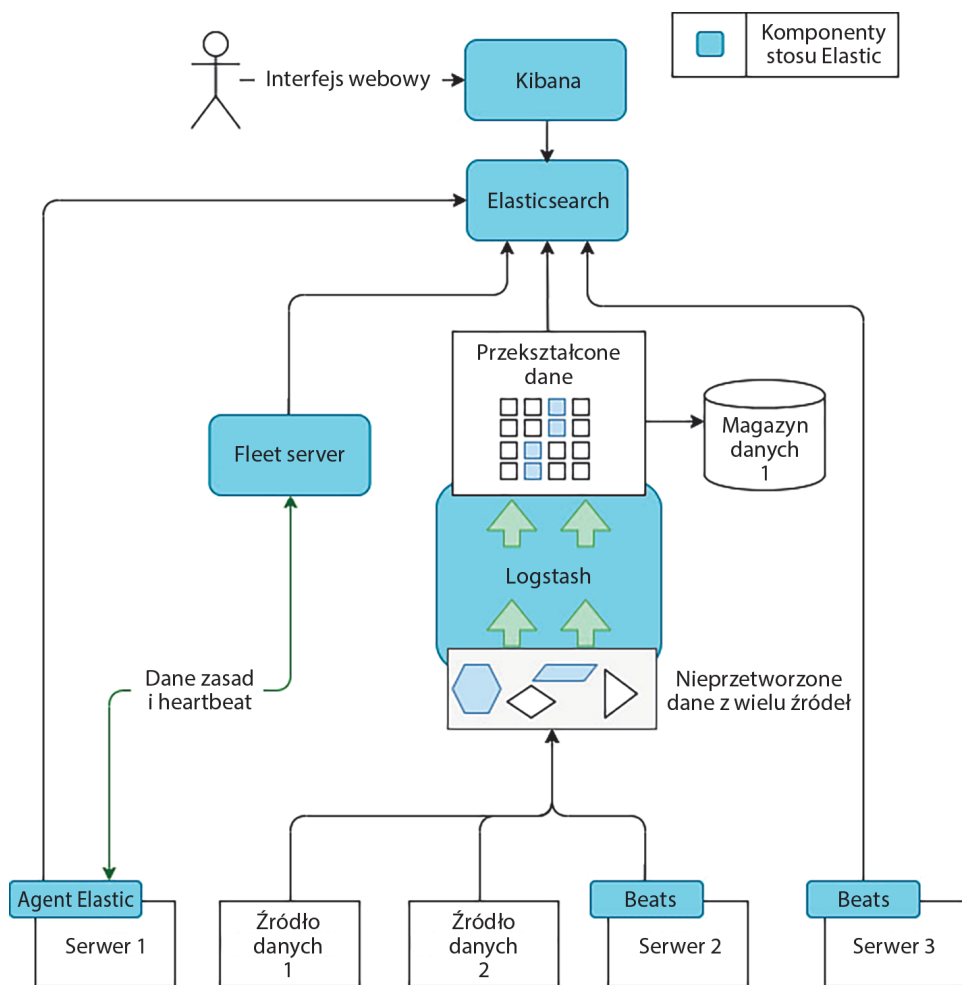 Komponenty
stosu Elastic
Interfejs webowy
Kibana
Elasticsearch
Przekształcone
dane
Magazyn
danych
1
Fleet server
Logstash
Dane zasad
i heartbeat
Nieprzetworzone
dane z wielu źródeł
Agent Elastic
Serwer 1
Źródło
danych
1
Źródło
danych
2
Beats
Serwer 2
Beats
Serwer 3